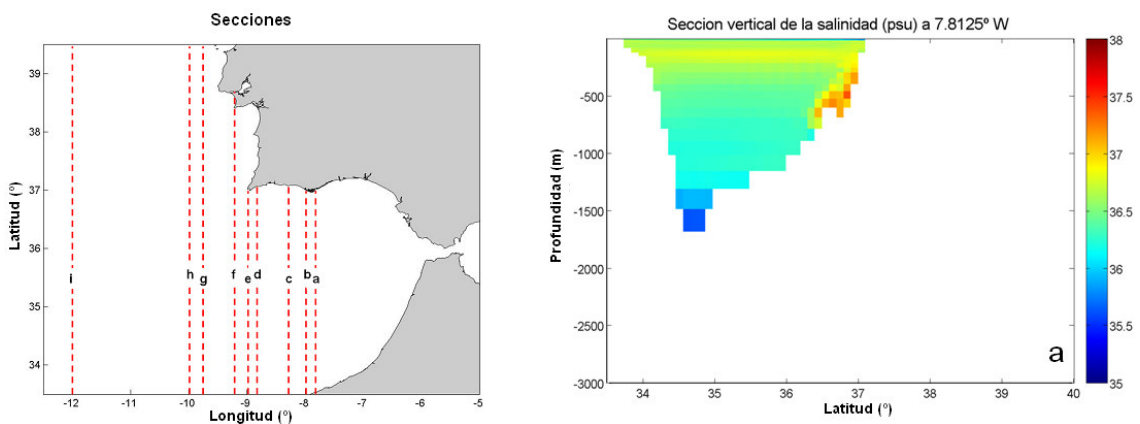 Secciones
39
38
37
36
35
34
Latitud (°)
i
h
g
f
e
d
c
b
a
-12
-11
-10
-9
-8
-7
-6
-5
Longitud (°)
Seccion vertical de la salinidad (psu) a 7.8125º W
0
-500
-1000
-1500
-2000
-2500
-3000
Profundidad (m)
34
35
36
37
38
39
40
Latitud (°)
a
38
37.5
37
36.5
36
35.5
35